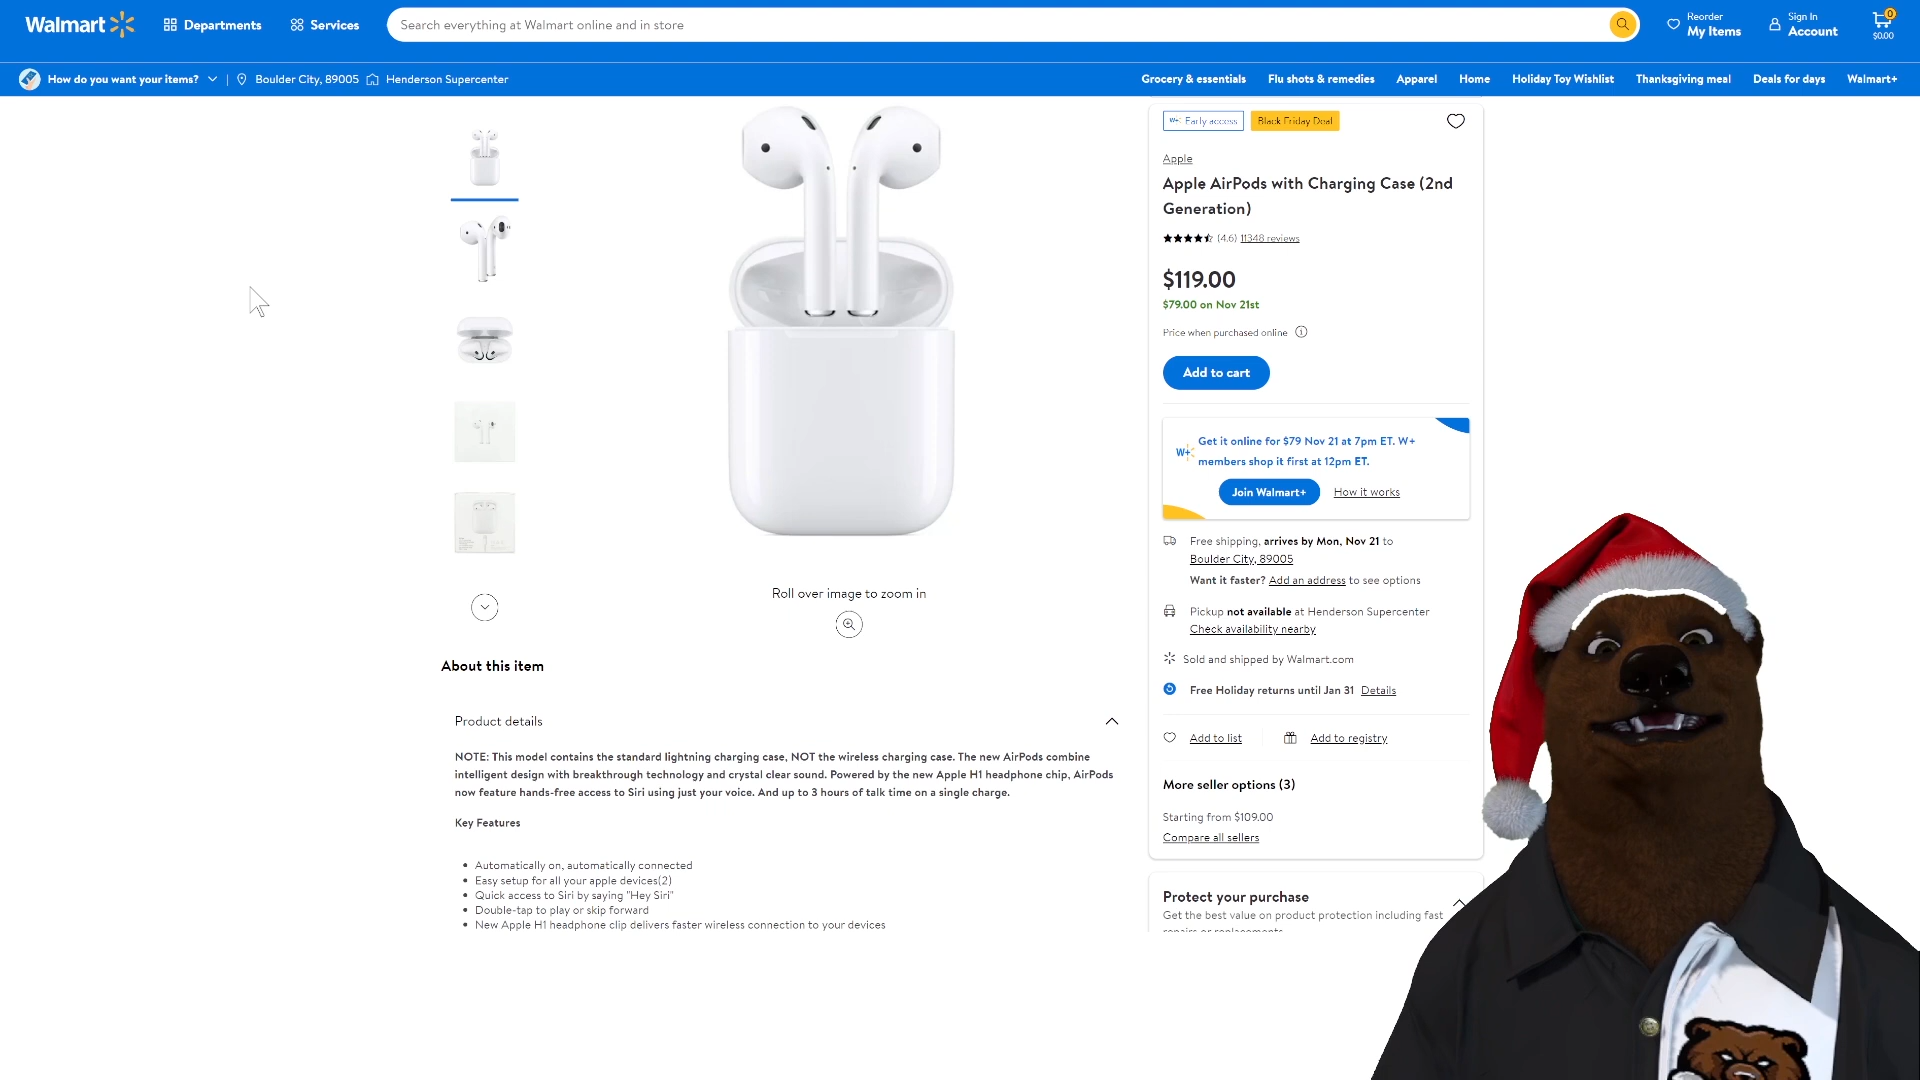 Walmart
Departments
Services
Search everything at Walmart online and in store
Reorder
My Items
Sign In
Account
0
$0.00
How do you want your items?
Boulder City, 89005
Henderson Supercenter
Grocery & essentials
Flu shots & remedies
Apparel
Home
Holiday Toy Wishlist
Thanksgiving meal
Deals for days
Walmart+
W+ Early access
Black Friday Deal
Apple
Apple AirPods with Charging Case (2nd
Generation)
(4.6) 11348 reviews
$119.00
$79.00 on Nov 21st
Price when purchased online
Add to cart
W+
Get it online for $79 Nov 21 at 7pm ET. W+
members shop it first at 12pm ET.
Join Walmart+
How it works
Free shipping, arrives by Mon, Nov 21 to
Boulder City, 89005
Want it faster? Add an address to see options
Pickup not available at Henderson Supercenter
Check availability nearby
Sold and shipped by Walmart.com
Free Holiday returns until Jan 31 Details
Add to list
Add to registry
More seller options (3)
Starting from $109.00
Compare all sellers
Protect your purchase
Get the best value on product protection including fast
repairs or replacements.
Roll over image to zoom in
About this item
Product details
NOTE: This model contains the standard lightning charging case, NOT the wireless charging case. The new AirPods combine
intelligent design with breakthrough technology and crystal clear sound. Powered by the new Apple H1 headphone chip, AirPods
now feature hands-free access to Siri using just your voice. And up to 3 hours of talk time on a single charge.
Key Features
Automatically on, automatically connected
Easy setup for all your apple devices(2)
Quick access to Siri by saying "Hey Siri"
Double-tap to play or skip forward
New Apple H1 headphone clip delivers faster wireless connection to your devices